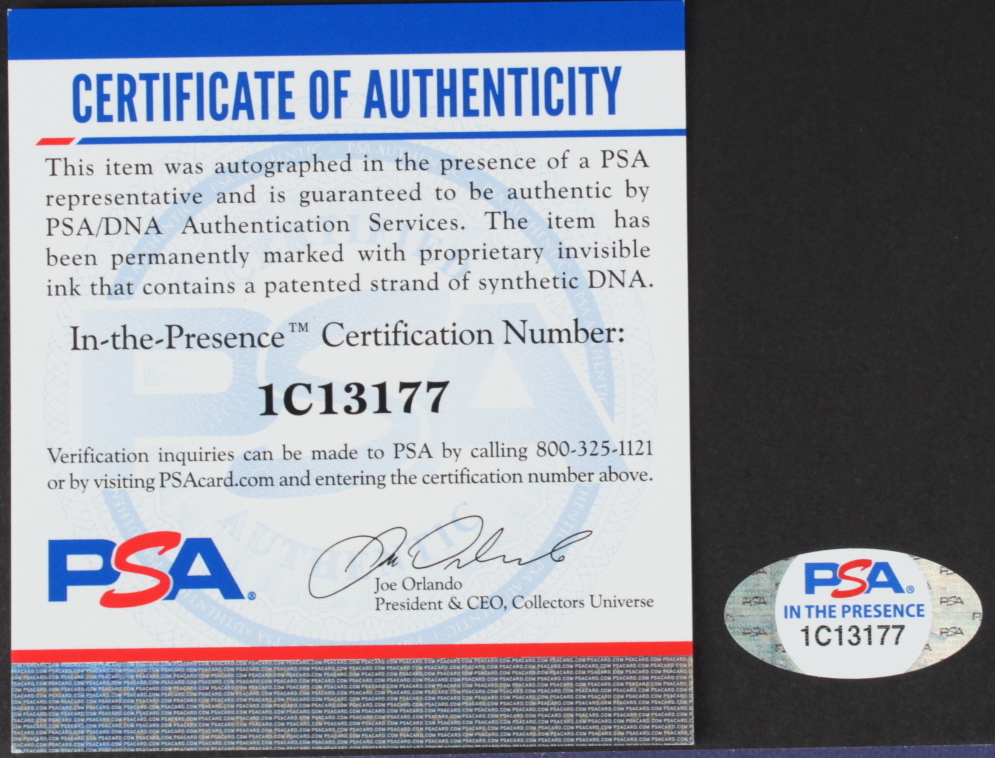 CERTIFICATE OF AUTHENTICITY
This item was autographed in the presence of a PSA
representative and is guaranteed to be authentic by
PSA/DNA Authentication Services. The item has
been permanently marked with proprietary invisible
ink that contains a patented strand of synthetic DNA.
In-the-Presence™ Certification Number:
1C13177
Verification inquiries can be made to PSA by calling 800-325-1121
or by visiting PSAcard.com and entering the certification number above.
PSA®
Joe Orlando
President & CEO, Collectors Universe
PSA®
IN THE PRESENCE
1C13177